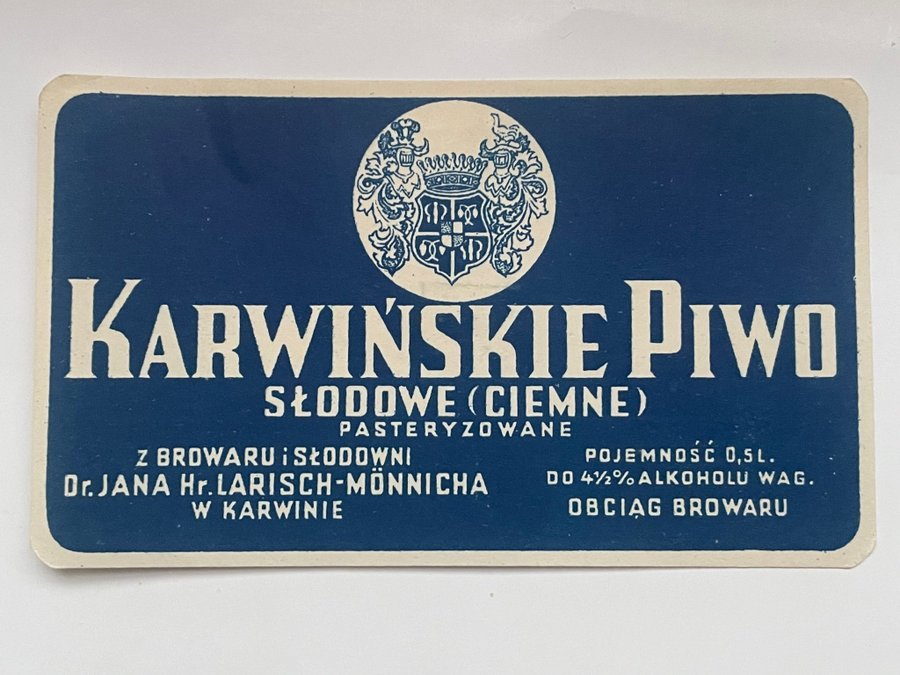 KARWIŃSKIE PIWO
SŁODOWE (CIEMNE)
PASTERYZOWANE
Z BROWARU i SŁODOWNI
Dr. JANA Hr. LARISCH-MÖNNICHA
W KARWINIE
POJEMNOŚĆ 0,5 L.
DO 4½% ALKOHOLU WAG.
OBCIĄG BROWARU